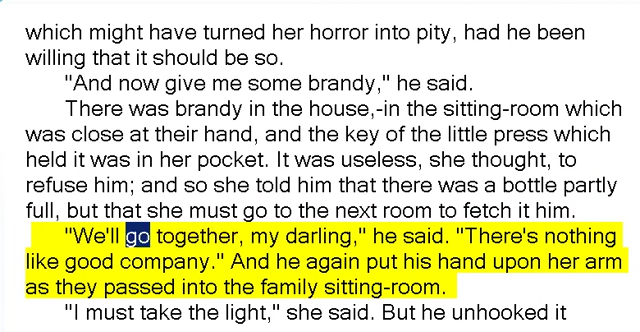 which might have turned her horror into pity, had he been
willing that it should be so.
"And now give me some brandy," he said.
There was brandy in the house,-in the sitting-room which
was close at their hand, and the key of the little press which
held it was in her pocket. It was useless, she thought, to
refuse him; and so she told him that there was a bottle partly
full, but that she must go to the next room to fetch it him.
"We'll go together, my darling," he said. "There's nothing
like good company." And he again put his hand upon her arm
as they passed into the family sitting-room.
"I must take the light," she said. But he unhooked it